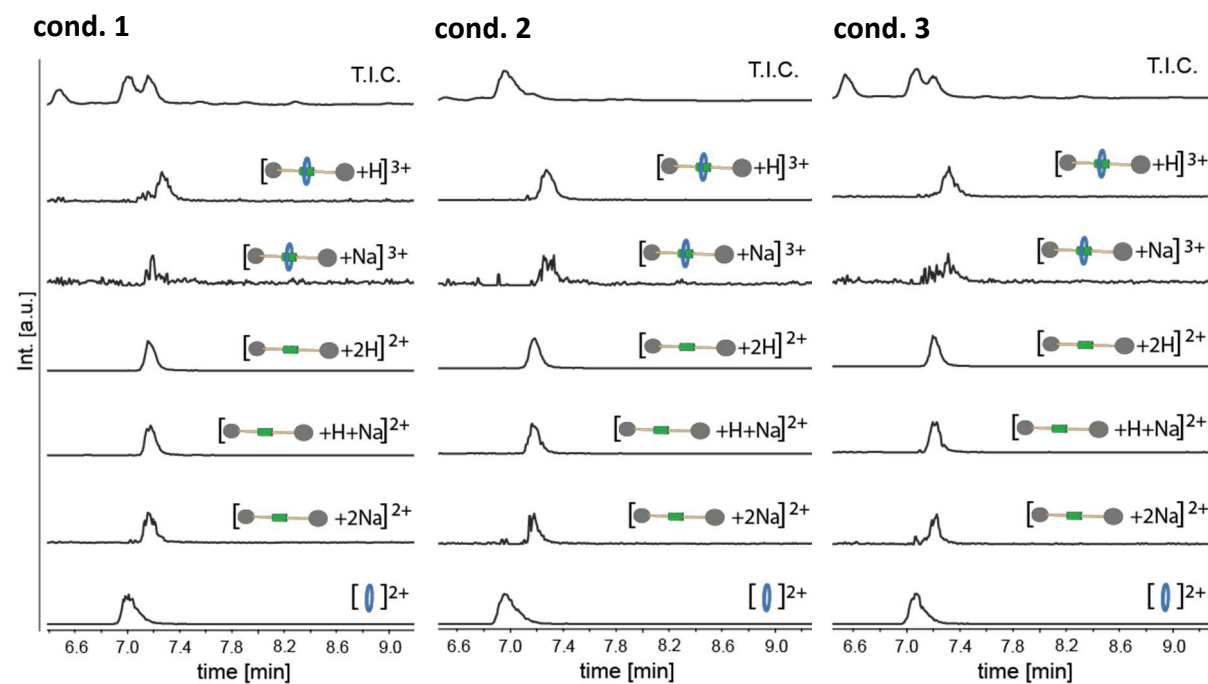 cond. 1
T.I.C.
[ +H]3+
[ +Na]3+
[ +2H]2+
[ +H+Na]2+
[ +2Na]2+
[ ]2+
Int. [a.u.]
6.6 7.0 7.4 7.8 8.2 8.6 9.0
time [min]
cond. 2
T.I.C.
[ +H]3+
[ +Na]3+
[ +2H]2+
[ +H+Na]2+
[ +2Na]2+
[ ]2+
6.6 7.0 7.4 7.8 8.2 8.6 9.0
time [min]
cond. 3
T.I.C.
[ +H]3+
[ +Na]3+
[ +2H]2+
[ +H+Na]2+
[ +2Na]2+
[ ]2+
6.6 7.0 7.4 7.8 8.2 8.6 9.0
time [min]